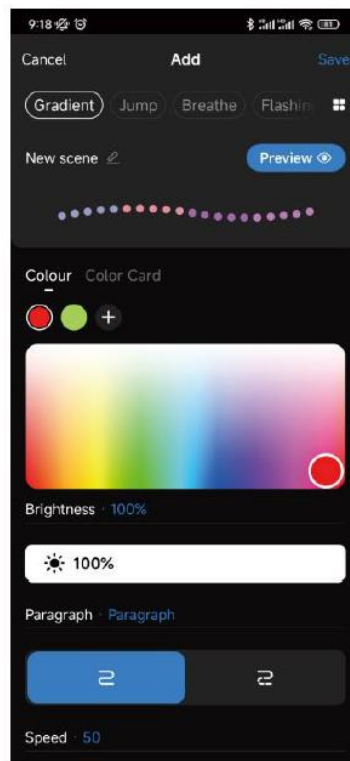 9:18
81
Cancel Add Save
Gradient Jump Breathe Flashin
New scene Preview
Colour Color Card
Brightness · 100%
100%
Paragraph · Paragraph
Speed · 50